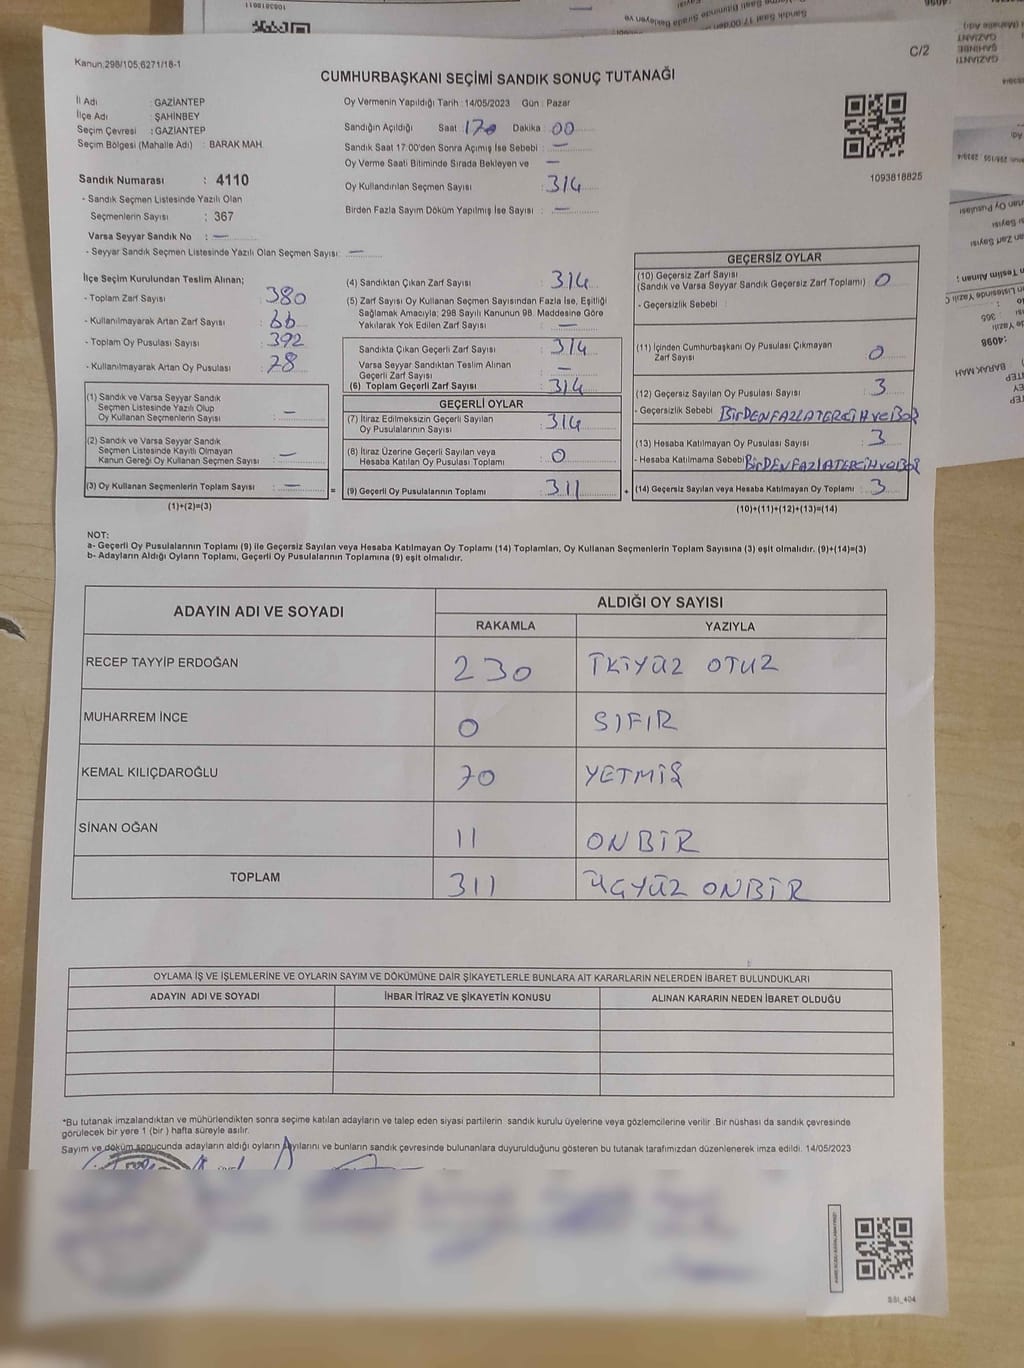 C/2
Kanun,298/105,6271/18-1
CUMHURBAŞKANI SEÇİMİ SANDIK SONUÇ TUTANAĞI
İl Adı : GAZİANTEP
İlçe Adı : ŞAHİNBEY
Seçim Çevresi : GAZİANTEP
Seçim Bölgesi (Mahalle Adı) : BARAK MAH.
Oy Vermenin Yapıldığı Tarih :14/05/2023 Gün : Pazar
Sandığın Açıldığı Saat 170 Dakika 00
Sandık Saat 17:00'den Sonra Açımış İse Sebebi : —
Oy Verme Saati Bitiminde Sırada Bekleyen ve —
Oy Kullandırılan Seçmen Sayısı : 314
Birden Fazla Sayım Döküm Yapılmış İse Sayısı : —
1093818825
Sandık Numarası : 4110
- Sandık Seçmen Listesinde Yazılı Olan
Seçmenlerin Sayısı : 367
Varsa Seyyar Sandık No : —
- Seyyar Sandık Seçmen Listesinde Yazılı Olan Seçmen Sayısı: —
İlçe Seçim Kurulundan Teslim Alınan;
- Toplam Zarf Sayısı : 380
- Kullanılmayarak Artan Zarf Sayısı : 66
- Toplam Oy Pusulası Sayısı : 392
- Kullanılmayarak Artan Oy Pusulası : 78
(1) Sandık ve Varsa Seyyar Sandık
Seçmen Listesinde Yazılı Olup
Oy Kullanan Seçmenlerin Sayısı : —
(2) Sandık ve Varsa Seyyar Sandık
Seçmen Listesinde Kayıtlı Olmayan
Kanun Gereği Oy Kullanan Seçmen Sayısı : —
(3) Oy Kullanan Seçmenlerin Toplam Sayısı : —
(1)+(2)=(3)
=
(4) Sandıktan Çıkan Zarf Sayısı : 314
(5) Zarf Sayısı Oy Kullanan Seçmen Sayısından Fazla İse, Eşitliği
Sağlamak Amacıyla; 298 Sayılı Kanunun 98. Maddesine Göre
Yakılarak Yok Edilen Zarf Sayısı : —
Sandıkta Çıkan Geçerli Zarf Sayısı : 314
Varsa Seyyar Sandıktan Teslim Alınan
Geçerli Zarf Sayısı : —
(6) Toplam Geçerli Zarf Sayısı : 314
GEÇERLİ OYLAR
(7) İtiraz Edilmeksizin Geçerli Sayılan
Oy Pusulalarının Sayısı : 314
(8) İtiraz Üzerine Geçerli Sayılan veya
Hesaba Katılan Oy Pusulası Toplamı : 0
(9) Geçerli Oy Pusulalarının Toplamı : 311
+
GEÇERSİZ OYLAR
(10) Geçersiz Zarf Sayısı
(Sandık ve Varsa Seyyar Sandık Geçersiz Zarf Toplamı) : 0
- Geçersizlik Sebebi :
(11) İçinden Cumhurbaşkanı Oy Pusulası Çıkmayan
Zarf Sayısı : 0
(12) Geçersiz Sayılan Oy Pusulası Sayısı : 3
- Geçersizlik Sebebi : BİRDEN FAZLA TERCİH ve BOŞ
(13) Hesaba Katılmayan Oy Pusulası Sayısı : 3
- Hesaba Katılmama Sebebi BİRDEN FAZLA TERCİH ve BOŞ
(14) Geçersiz Sayılan veya Hesaba Katılmayan Oy Toplamı : 3
(10)+(11)+(12)+(13)=(14)
NOT:
a- Geçerli Oy Pusulalarının Toplamı (9) ile Geçersiz Sayılan veya Hesaba Katılmayan Oy Toplamı (14) Toplamları, Oy Kullanan Seçmenlerin Toplam Sayısına (3) eşit olmalıdır. (9)+(14)=(3)
b- Adayların Aldığı Oyların Toplamı, Geçerli Oy Pusulalarının Toplamına (9) eşit olmalıdır.
ADAYIN ADI VE SOYADI ALDIĞI OY SAYISI
RAKAMLA YAZIYLA
RECEP TAYYİP ERDOĞAN 230 İKİYÜZ OTUZ
MUHARREM İNCE 0 SIFIR
KEMAL KILIÇDAROĞLU 70 YETMİŞ
SİNAN OĞAN 11 ONBİR
TOPLAM 311 ÜÇYÜZ ONBİR
OYLAMA İŞ VE İŞLEMLERİNE VE OYLARIN SAYIM VE DÖKÜMÜNE DAİR ŞİKAYETLERLE BUNLARA AİT KARARLARIN NELERDEN İBARET BULUNDUKLARI
ADAYIN ADI VE SOYADI İHBAR İTİRAZ VE ŞİKAYETİN KONUSU ALINAN KARARIN NEDEN İBARET OLDUĞU
*Bu tutanak imzalandıktan ve mühürlendikten sonra seçime katılan adayların ve talep eden siyasi partilerin sandık kurulu üyelerine veya gözlemcilerine verilir .Bir nüshası da sandık çevresinde
görülecek bir yere 1 (bir ) hafta süreyle asılır.
Sayım ve döküm sonucunda adayların aldığı oyların sayılarını ve bunların sandık çevresinde bulunanlara duyurulduğunu gösteren bu tutanak tarafımızdan düzenlenerek imza edildi. 14/05/2023
SSI_404